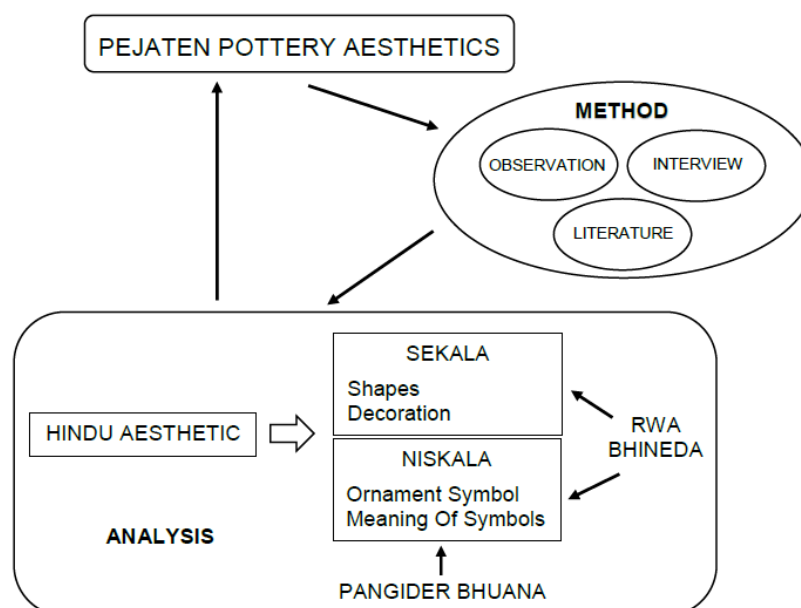 PEJATEN POTTERY AESTHETICS
METHOD
OBSERVATION
INTERVIEW
LITERATURE
SEKALA
Shapes
Decoration
HINDU AESTHETIC
RWA
BHINEDA
NISKALA
Ornament Symbol
Meaning Of Symbols
ANALYSIS
PANGIDER BHUANA